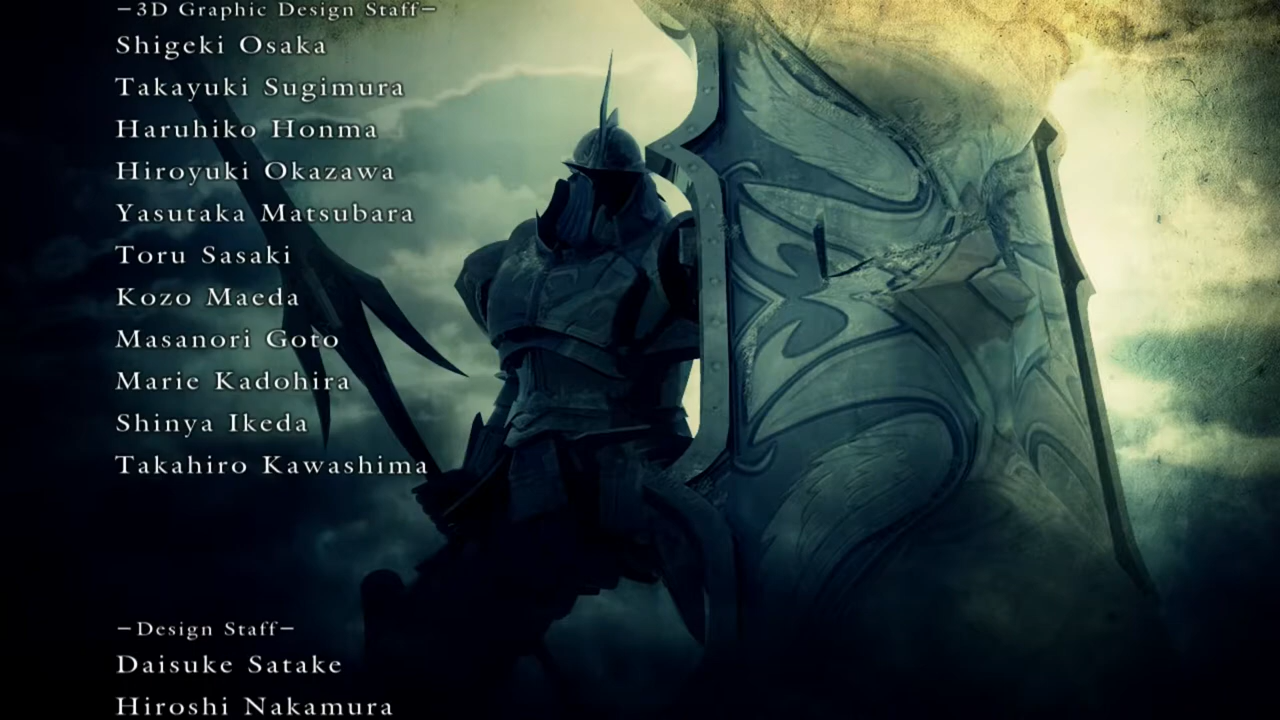 −3D Graphic Design Staff−
Shigeki Osaka
Takayuki Sugimura
Haruhiko Honma
Hiroyuki Okazawa
Yasutaka Matsubara
Toru Sasaki
Kozo Maeda
Masanori Goto
Marie Kadohira
Shinya Ikeda
Takahiro Kawashima
−Design Staff−
Daisuke Satake
Hiroshi Nakamura